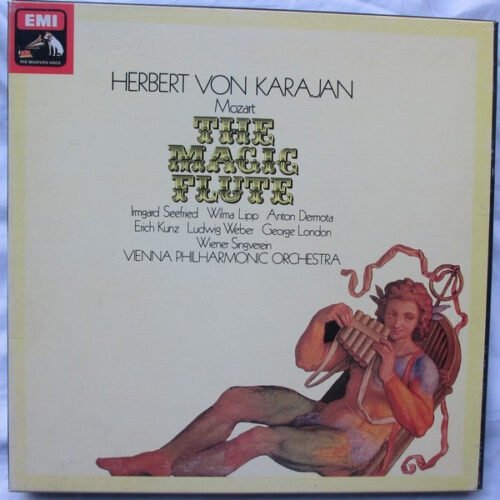 EMI
HIS MASTER'S VOICE
HERBERT VON KARAJAN
Mozart
THE
MAGIC
FLUTE
Irmgard Seefried Wilma Lipp Anton Dermota
Erich Kunz Ludwig Weber George London
Wiener Singverein
VIENNA PHILHARMONIC ORCHESTRA